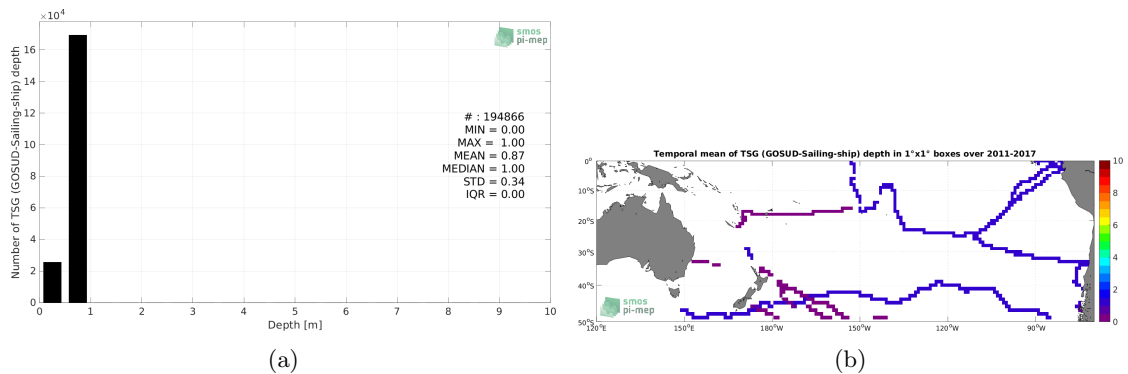 ×10⁴
16
14
12
10
8
6
4
2
0
Number of TSG (GOSUD-Sailing-ship) depth
smos
pi-mep
# : 194866
MIN = 0.00
MAX = 1.00
MEAN = 0.87
MEDIAN = 1.00
STD = 0.34
IQR = 0.00
0 1 2 3 4 5 6 7 8 9 10
Depth [m]
(a)
Temporal mean of TSG (GOSUD-Sailing-ship) depth in 1°x1° boxes over 2011-2017
0°
10°S
20°S
30°S
40°S
50°S
120°E 150°E 180°W 150°W 120°W 90°W
smos
pi-mep
10
8
6
4
2
0
(b)